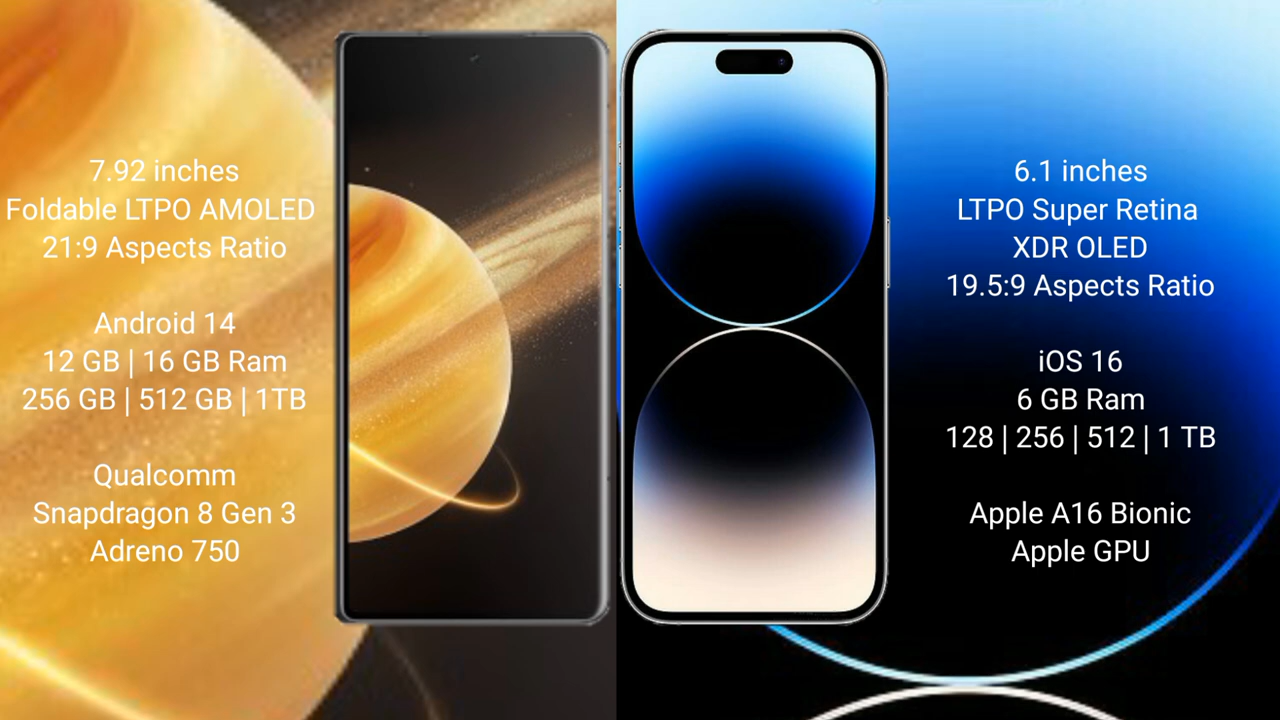 7.92 inches
Foldable LTPO AMOLED
21:9 Aspects Ratio
Android 14
12 GB | 16 GB Ram
256 GB | 512 GB | 1TB
Qualcomm
Snapdragon 8 Gen 3
Adreno 750
6.1 inches
LTPO Super Retina
XDR OLED
19.5:9 Aspects Ratio
iOS 16
6 GB Ram
128 | 256 | 512 | 1 TB
Apple A16 Bionic
Apple GPU